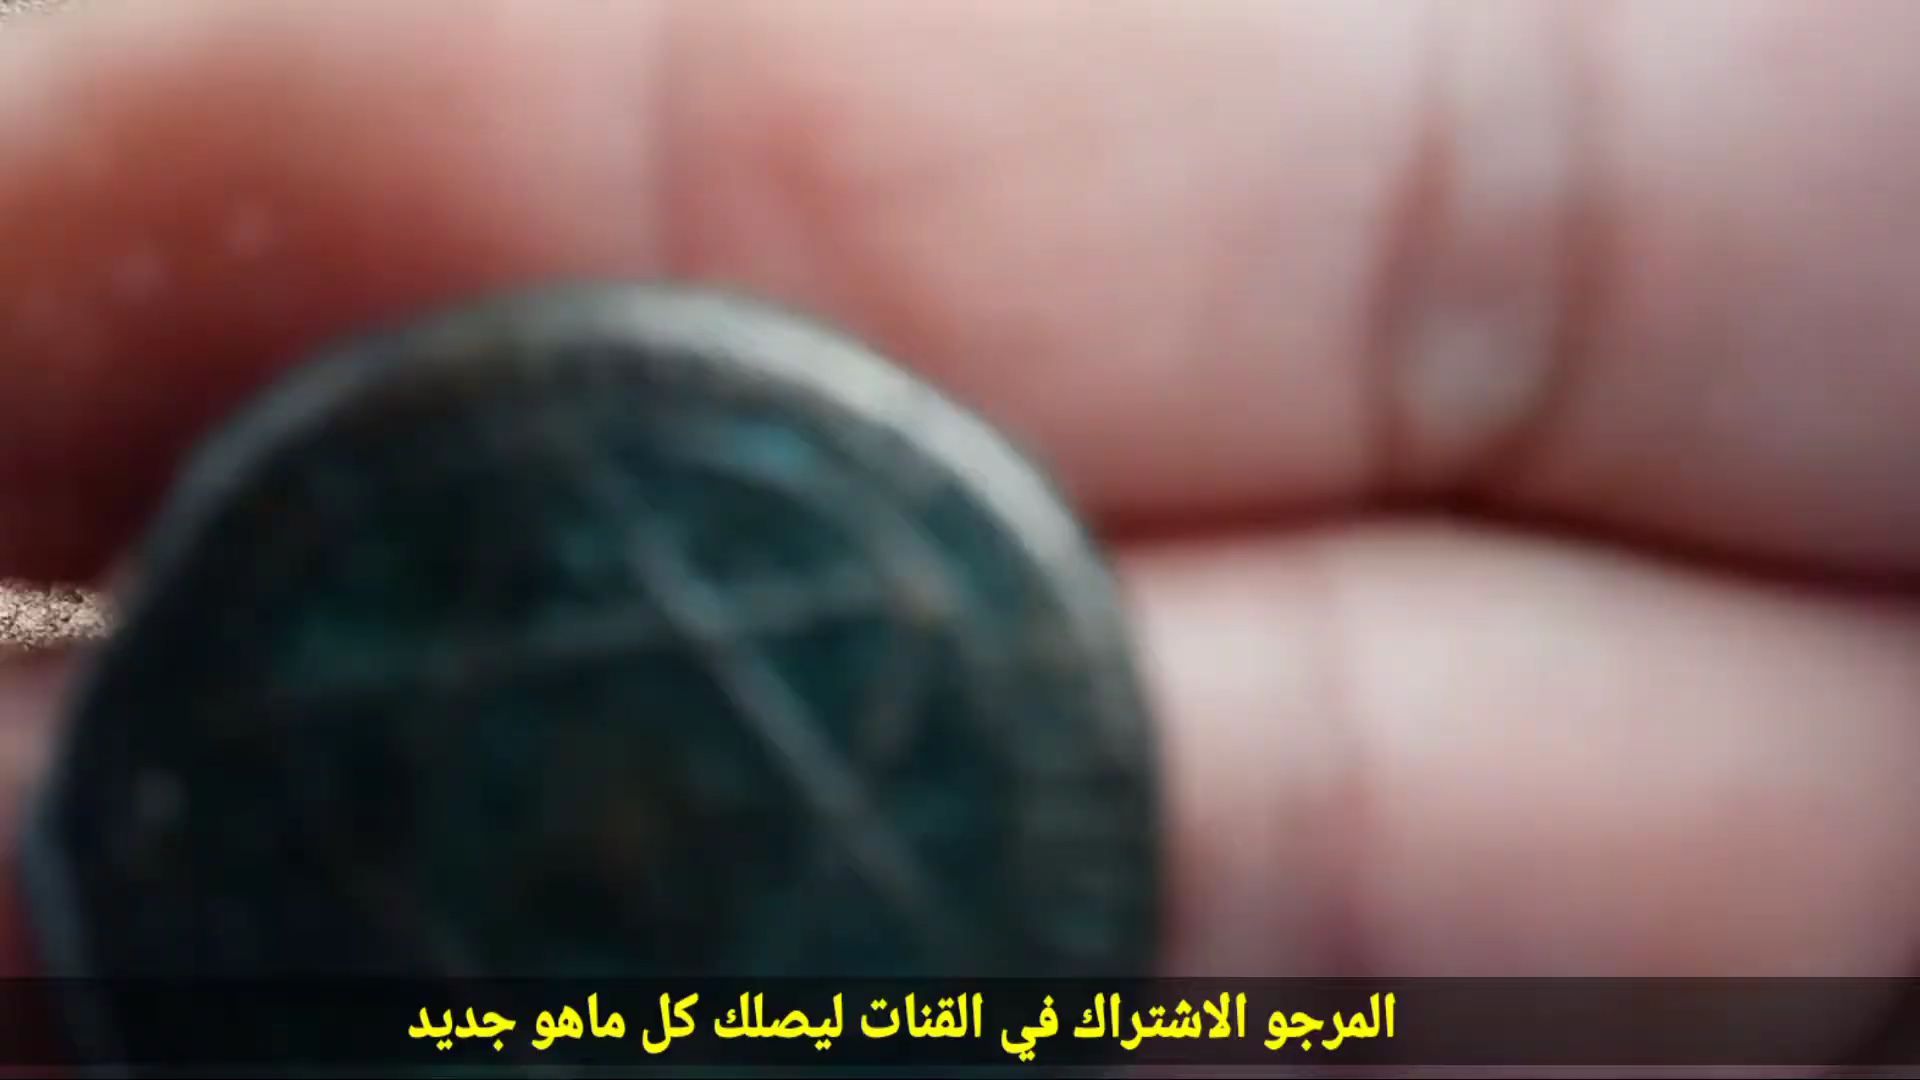 المرجو الاشتراك في القنات ليصلك كل ماهو جديد